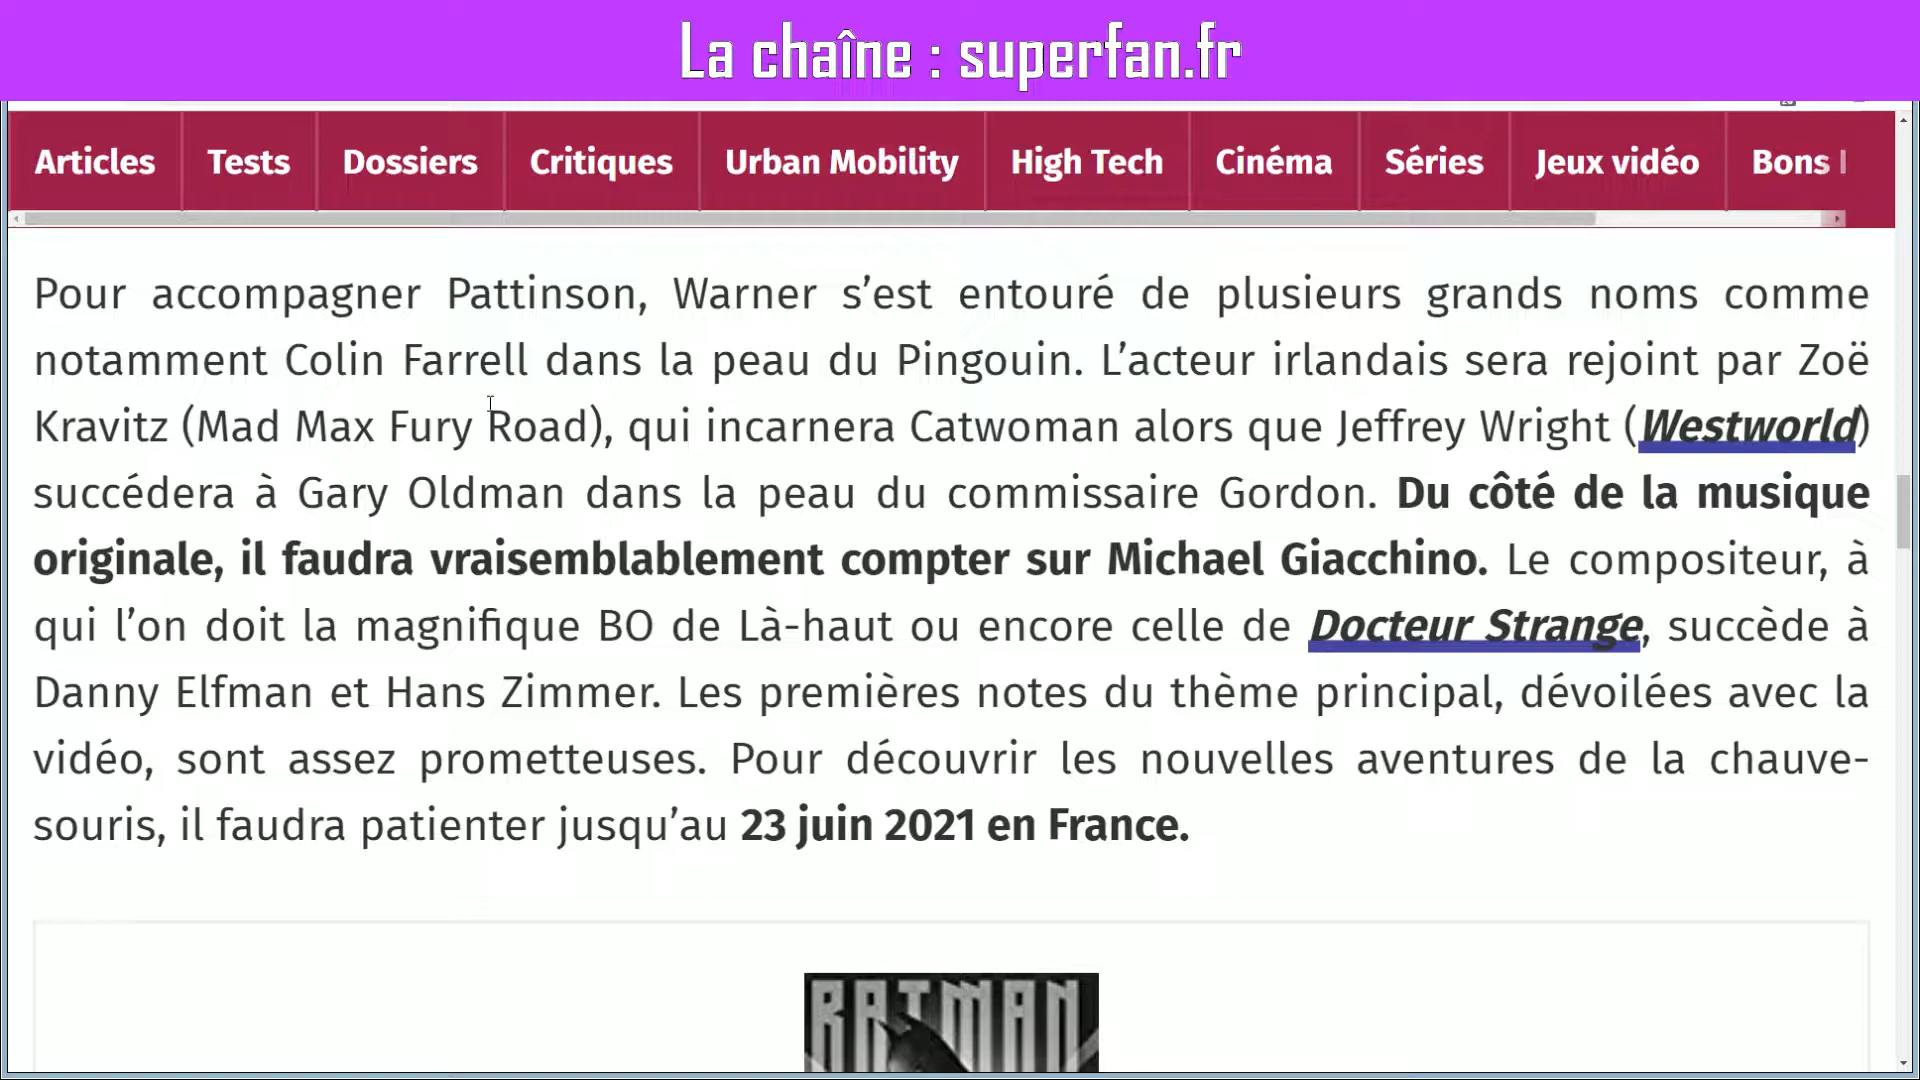 La chaîne : superfan.fr
Articles Tests Dossiers Critiques Urban Mobility High Tech Cinéma Séries Jeux vidéo Bons
Pour accompagner Pattinson, Warner s’est entouré de plusieurs grands noms comme
notamment Colin Farrell dans la peau du Pingouin. L’acteur irlandais sera rejoint par Zoë
Kravitz (Mad Max Fury Road), qui incarnera Catwoman alors que Jeffrey Wright (Westworld)
succédera à Gary Oldman dans la peau du commissaire Gordon. Du côté de la musique
originale, il faudra vraisemblablement compter sur Michael Giacchino. Le compositeur, à
qui l’on doit la magnifique BO de Là-haut ou encore celle de Docteur Strange, succède à
Danny Elfman et Hans Zimmer. Les premières notes du thème principal, dévoilées avec la
vidéo, sont assez prometteuses. Pour découvrir les nouvelles aventures de la chauve-
souris, il faudra patienter jusqu’au 23 juin 2021 en France.
BATMAN